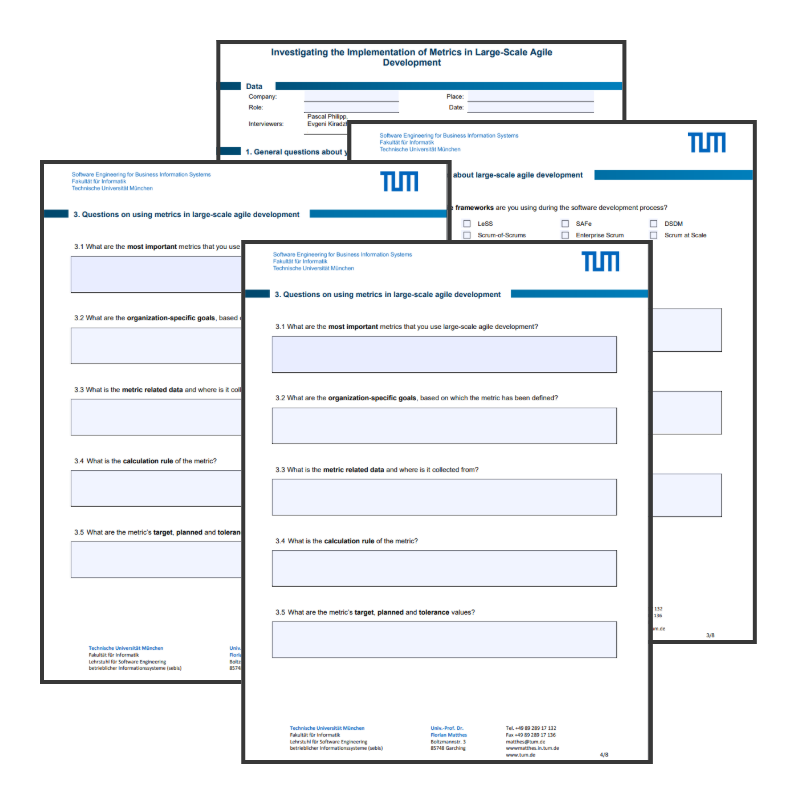 Investigating the Implementation of Metrics in Large-Scale Agile
Development
Data
Company:
Place:
Role:
Date:
Pascal Philipp,
Interviewers:
Evgeni
1. General questions about
Software Engineering for Business Information Systems
Fakultät für Informatik
Technische Universität München
TUM
about large-scale agile development
frameworks are you using during the software development process?
LeSS
SAFe
DSDM
Scrum-of-Scrums
Enterprise Scrum
Scrum at Scale
132
136
3/8
Software Engineering for Business Information Systems
Fakultät für Informatik
Technische Universität München
TUM
3. Questions on using metrics in large-scale agile development
3.1 What are the most important metrics that you use
3.2 What are the organization-specific goals, based
3.3 What is the metric related data and where is it
3.4 What is the calculation rule of the metric?
3.5 What are the metric's target, planned and
Technische Universität München
Fakultät für Informatik
Lehrstuhl für Software Engineering
betrieblicher Informationssysteme (sebis)
Univ.
Software Engineering for Business Information Systems
Fakultät für Informatik
Technische Universität München
TUM
3. Questions on using metrics in large-scale agile development
3.1 What are the most important metrics that you use large-scale agile development?
3.2 What are the organization-specific goals, based on which the metric has been defined?
3.3 What is the metric related data and where is it collected from?
3.4 What is the calculation rule of the metric?
3.5 What are the metric's target, planned and tolerance values?
Technische Universität München
Fakultät für Informatik
Lehrstuhl für Software Engineering
betrieblicher Informationssysteme (sebis)
Univ.-Prof. Dr.
Florian Matthes
Boltzmannstr. 3
85748 Garching
Tel. +49 89 289 17 132
Fax +49 89 289 17 136
matthes@tum.de
wwwmatthes.in.tum.de
www.tum.de
4/8